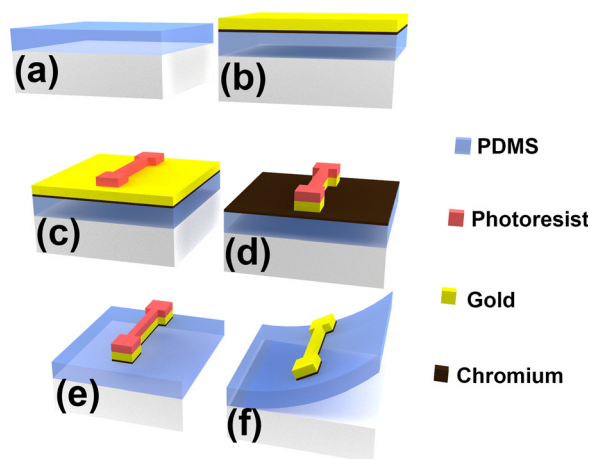 (a)
(b)
PDMS
Photoresist
(c)
(d)
Gold
Chromium
(e)
(f)